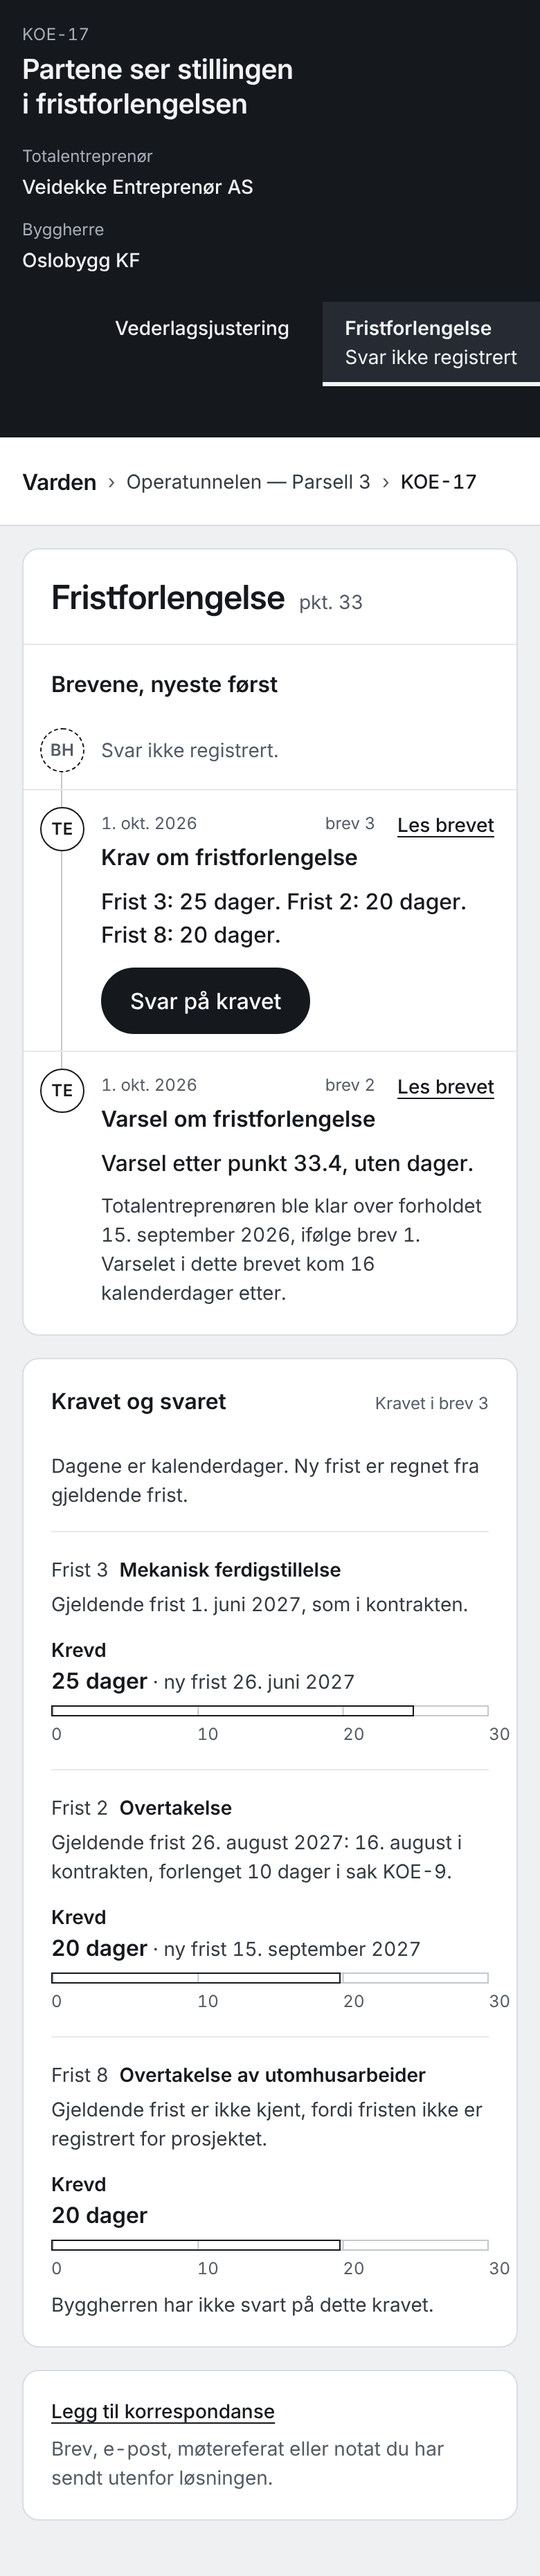 KOE-17
Partene ser stillingen
i fristforlengelsen
Totalentreprenør
Veidekke Entreprenør AS
Byggherre
Oslobygg KF
Vederlagsjustering
Fristforlengelse
Svar ikke registrert
Varden › Operatunnelen — Parsell 3 › KOE-17
Fristforlengelse pkt. 33
Brevene, nyeste først
BH Svar ikke registrert.
TE 1. okt. 2026 brev 3 Les brevet
Krav om fristforlengelse
Frist 3: 25 dager. Frist 2: 20 dager.
Frist 8: 20 dager.
Svar på kravet
TE 1. okt. 2026 brev 2 Les brevet
Varsel om fristforlengelse
Varsel etter punkt 33.4, uten dager.
Totalentreprenøren ble klar over forholdet
15. september 2026, ifølge brev 1.
Varselet i dette brevet kom 16
kalenderdager etter.
Kravet og svaret Kravet i brev 3
Dagene er kalenderdager. Ny frist er regnet fra
gjeldende frist.
Frist 3 Mekanisk ferdigstillelse
Gjeldende frist 1. juni 2027, som i kontrakten.
Krevd
25 dager · ny frist 26. juni 2027
0 10 20 30
Frist 2 Overtakelse
Gjeldende frist 26. august 2027: 16. august i
kontrakten, forlenget 10 dager i sak KOE-9.
Krevd
20 dager · ny frist 15. september 2027
0 10 20 30
Frist 8 Overtakelse av utomhusarbeider
Gjeldende frist er ikke kjent, fordi fristen ikke er
registrert for prosjektet.
Krevd
20 dager
0 10 20 30
Byggherren har ikke svart på dette kravet.
Legg til korrespondanse
Brev, e-post, møtereferat eller notat du har
sendt utenfor løsningen.